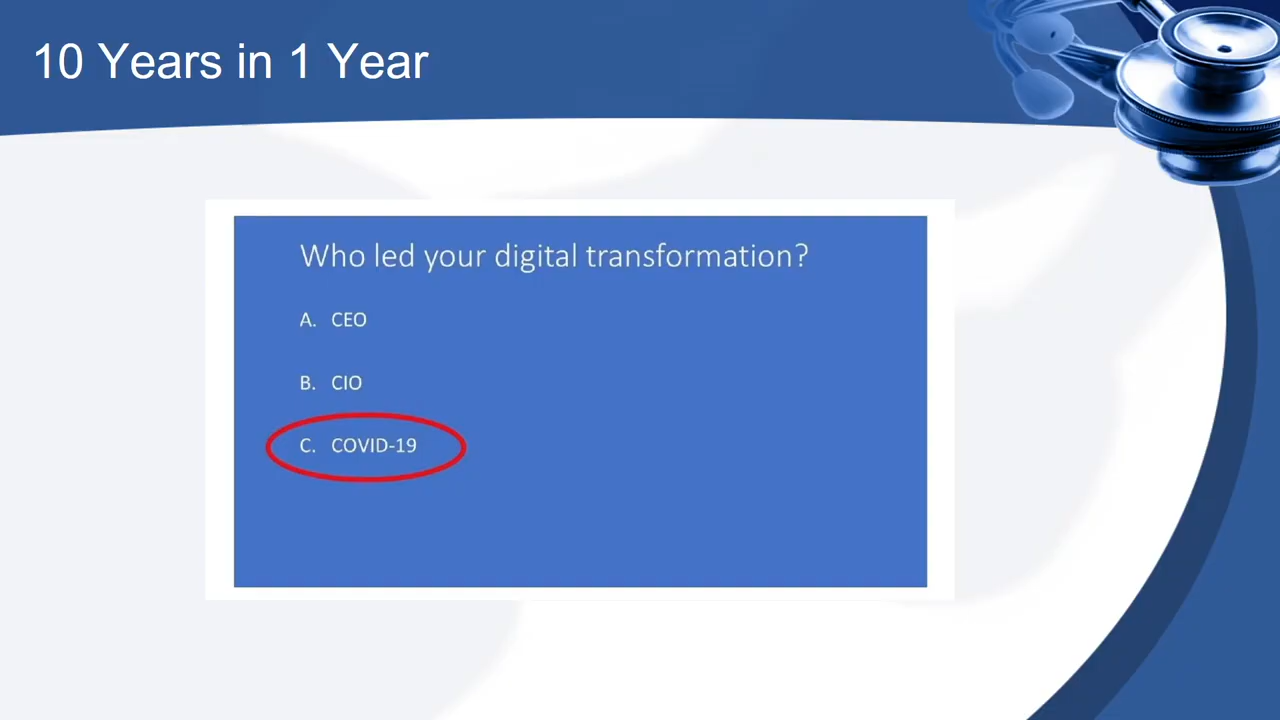 10 Years in 1 Year
Who led your digital transformation?
A. CEO
B. CIO
C. COVID-19